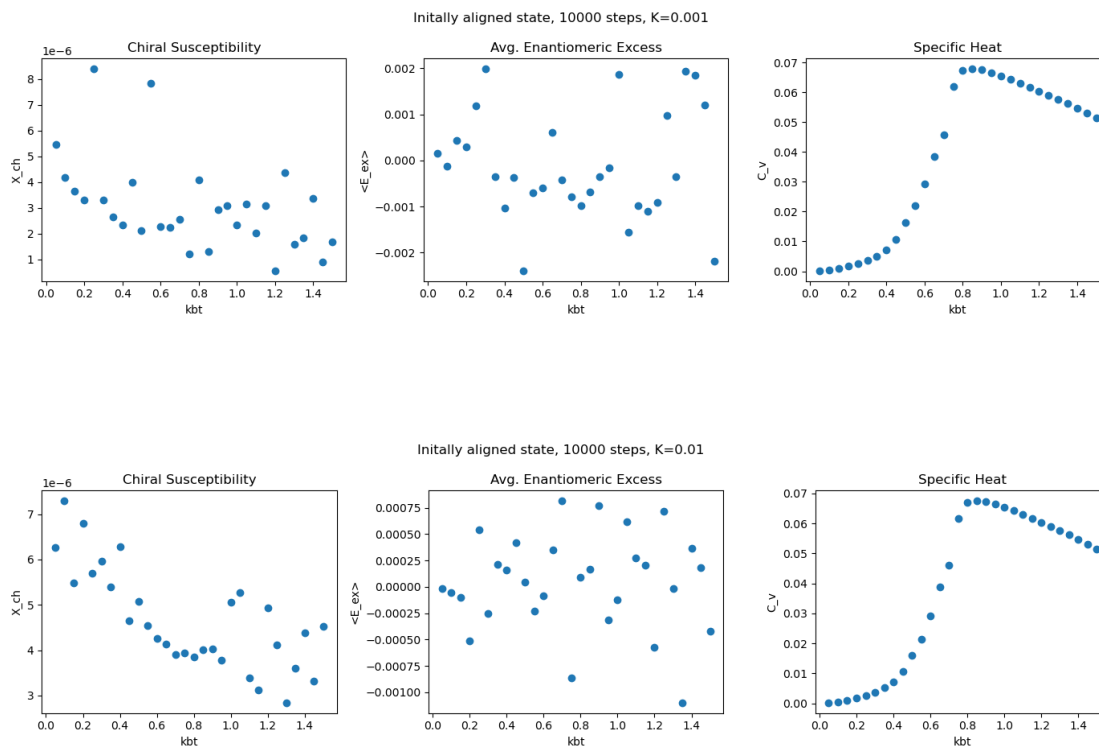 Initally aligned state, 10000 steps, K=0.001
Chiral Susceptibility
1e−6
X_ch
8
7
6
5
4
3
2
1
0.0 0.2 0.4 0.6 0.8 1.0 1.2 1.4
kbt
Avg. Enantiomeric Excess
<E_ex>
0.002
0.001
0.000
−0.001
−0.002
0.0 0.2 0.4 0.6 0.8 1.0 1.2 1.4
kbt
Specific Heat
C_v
0.07
0.06
0.05
0.04
0.03
0.02
0.01
0.00
0.0 0.2 0.4 0.6 0.8 1.0 1.2 1.4
kbt
Initally aligned state, 10000 steps, K=0.01
Chiral Susceptibility
1e−6
X_ch
7
6
5
4
3
0.0 0.2 0.4 0.6 0.8 1.0 1.2 1.4
kbt
Avg. Enantiomeric Excess
<E_ex>
0.00075
0.00050
0.00025
0.00000
−0.00025
−0.00050
−0.00075
−0.00100
0.0 0.2 0.4 0.6 0.8 1.0 1.2 1.4
kbt
Specific Heat
C_v
0.07
0.06
0.05
0.04
0.03
0.02
0.01
0.00
0.0 0.2 0.4 0.6 0.8 1.0 1.2 1.4
kbt